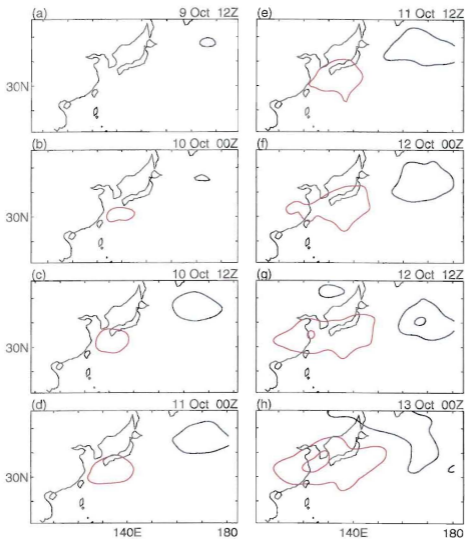 (a) 9 Oct 12Z
30N
(b) 10 Oct 00Z
30N
(c) 10 Oct 12Z
30N
(d) 11 Oct 00Z
30N
140E 180
(e) 11 Oct 12Z
(f) 12 Oct 00Z
(g) 12 Oct 12Z
(h) 13 Oct 00Z
140E 180